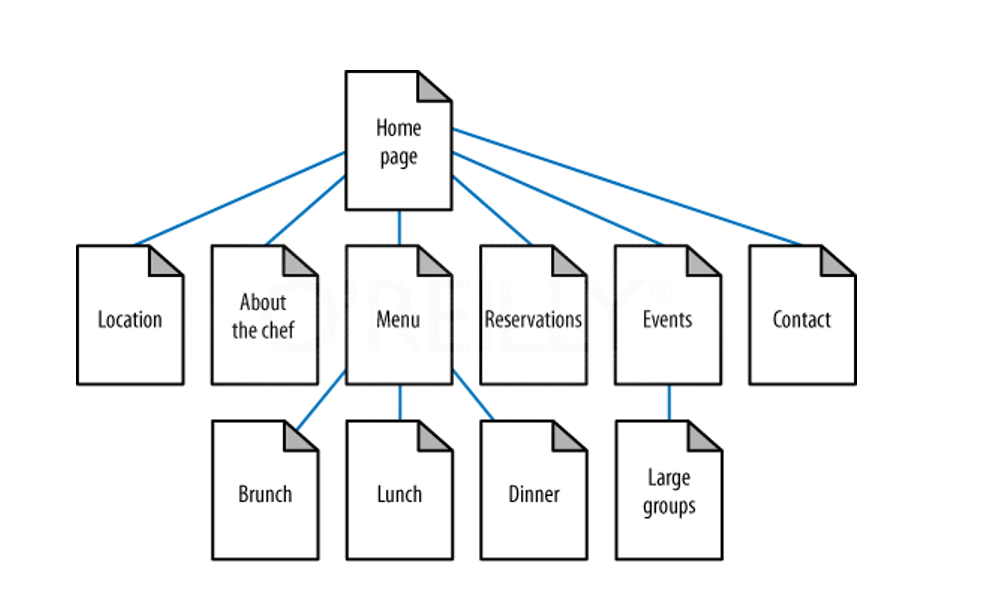 Home
page
Location
About
the chef
Menu
Reservations
Events
Contact
O'REILLY®
Brunch
Lunch
Dinner
Large
groups